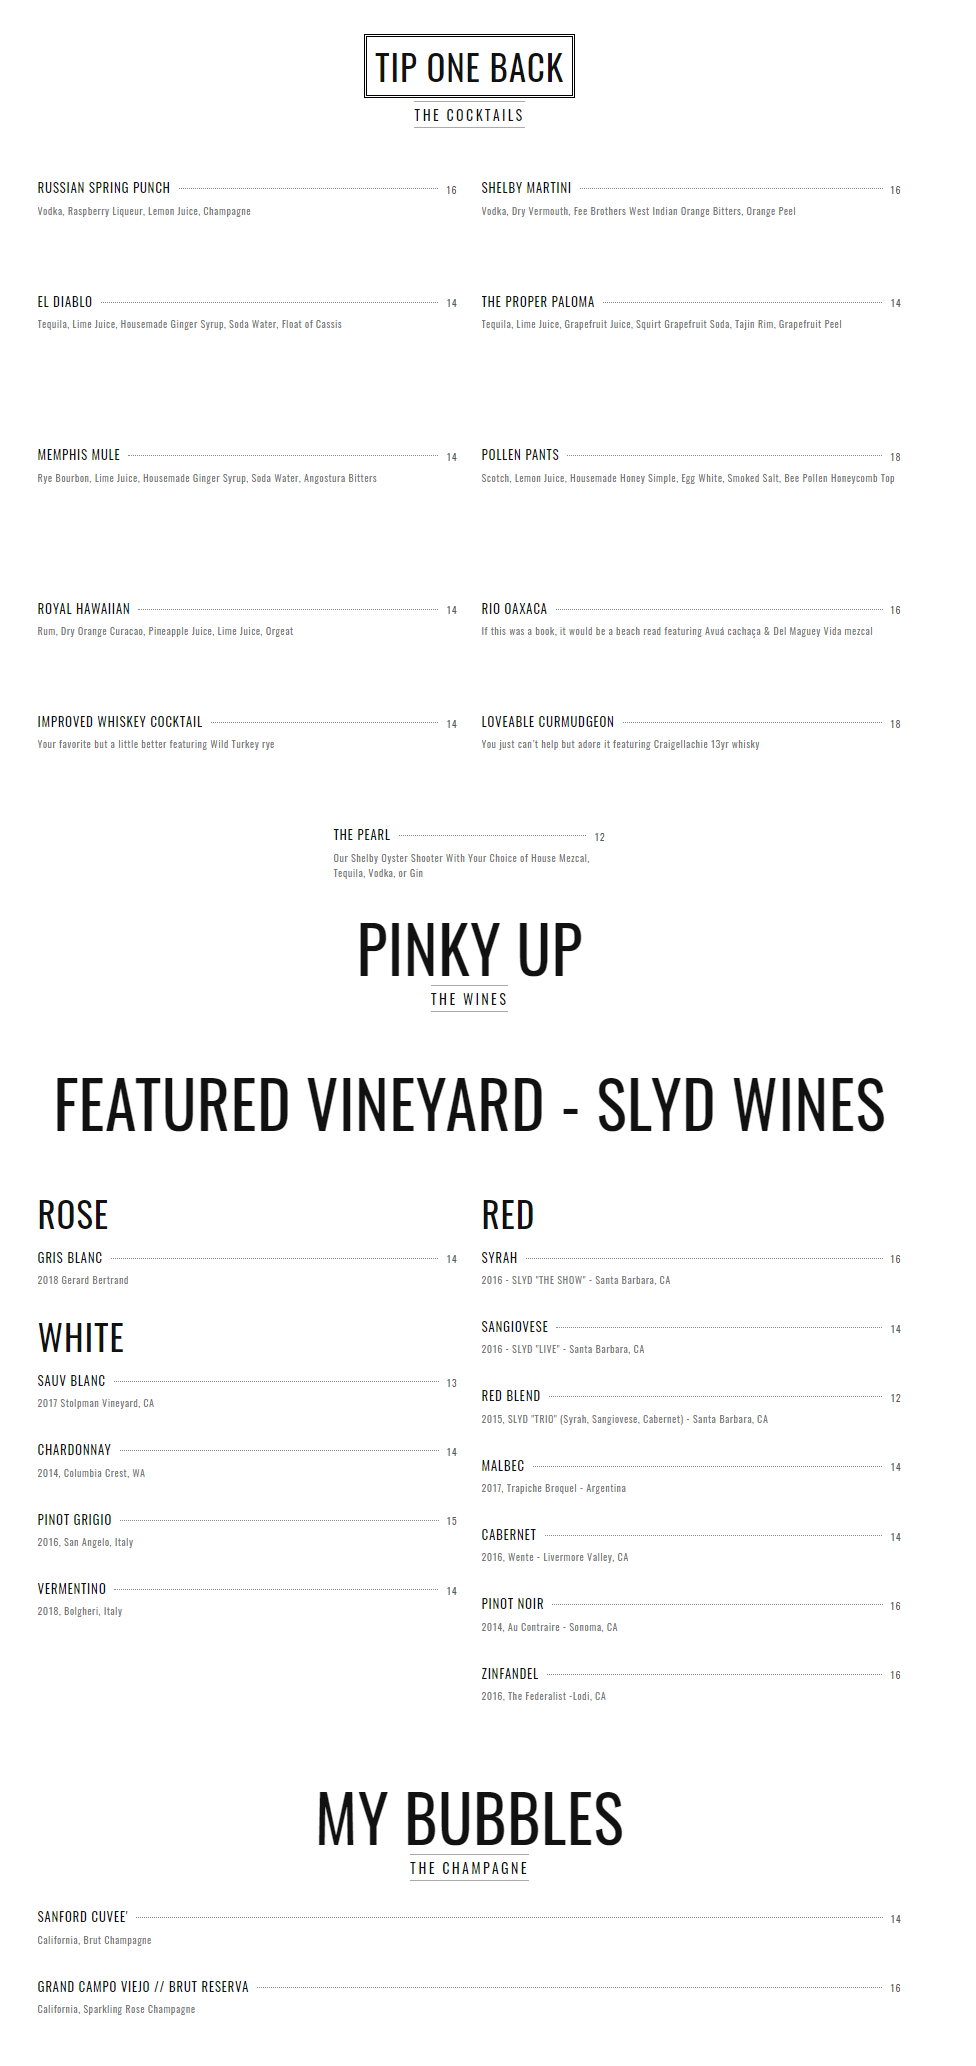 TIP ONE BACK
THE COCKTAILS
RUSSIAN SPRING PUNCH 16
Vodka, Raspberry Liqueur, Lemon Juice, Champagne
SHELBY MARTINI 16
Vodka, Dry Vermouth, Fee Brothers West Indian Orange Bitters, Orange Peel
EL DIABLO 14
Tequila, Lime Juice, Housemade Ginger Syrup, Soda Water, Float of Cassis
THE PROPER PALOMA 14
Tequila, Lime Juice, Grapefruit Juice, Squirt Grapefruit Soda, Tajin Rim, Grapefruit Peel
MEMPHIS MULE 14
Rye Bourbon, Lime Juice, Housemade Ginger Syrup, Soda Water, Angostura Bitters
POLLEN PANTS 18
Scotch, Lemon Juice, Housemade Honey Simple, Egg White, Smoked Salt, Bee Pollen Honeycomb Top
ROYAL HAWAIIAN 14
Rum, Dry Orange Curacao, Pineapple Juice, Lime Juice, Orgeat
RIO OAXACA 16
If this was a book, it would be a beach read featuring Avuá cachaça & Del Maguey Vida mezcal
IMPROVED WHISKEY COCKTAIL 14
Your favorite but a little better featuring Wild Turkey rye
LOVEABLE CURMUDGEON 18
You just can't help but adore it featuring Craigellachie 13yr whisky
THE PEARL 12
Our Shelby Oyster Shooter With Your Choice of House Mezcal,
Tequila, Vodka, or Gin
PINKY UP
THE WINES
FEATURED VINEYARD - SLYD WINES
ROSE
GRIS BLANC 14
2018 Gerard Bertrand
WHITE
SAUV BLANC 13
2017 Stolpman Vineyard, CA
CHARDONNAY 14
2014, Columbia Crest, WA
PINOT GRIGIO 15
2016, San Angelo, Italy
VERMENTINO 14
2018, Bolgheri, Italy
RED
SYRAH 16
2016 - SLYD "THE SHOW" - Santa Barbara, CA
SANGIOVESE 14
2016 - SLYD "LIVE" - Santa Barbara, CA
RED BLEND 12
2015, SLYD "TRIO" (Syrah, Sangiovese, Cabernet) - Santa Barbara, CA
MALBEC 14
2017, Trapiche Broquel - Argentina
CABERNET 14
2016, Wente - Livermore Valley, CA
PINOT NOIR 16
2014, Au Contraire - Sonoma, CA
ZINFANDEL 16
2016, The Federalist -Lodi, CA
MY BUBBLES
THE CHAMPAGNE
SANFORD CUVEE' 14
California, Brut Champagne
GRAND CAMPO VIEJO // BRUT RESERVA 16
California, Sparkling Rose Champagne